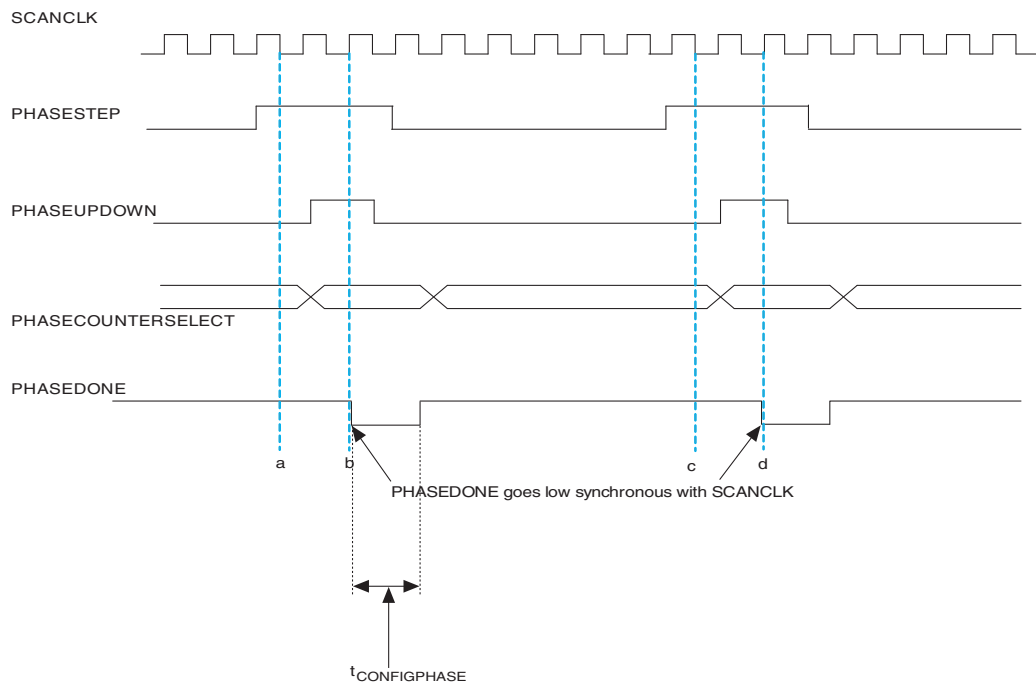 SCANCLK
PHASESTEP
PHASEUPDOWN
PHASECOUNTERSELECT
PHASEDONE
a b c d
PHASEDONE goes low synchronous with SCANCLK
tCONFIGPHASE